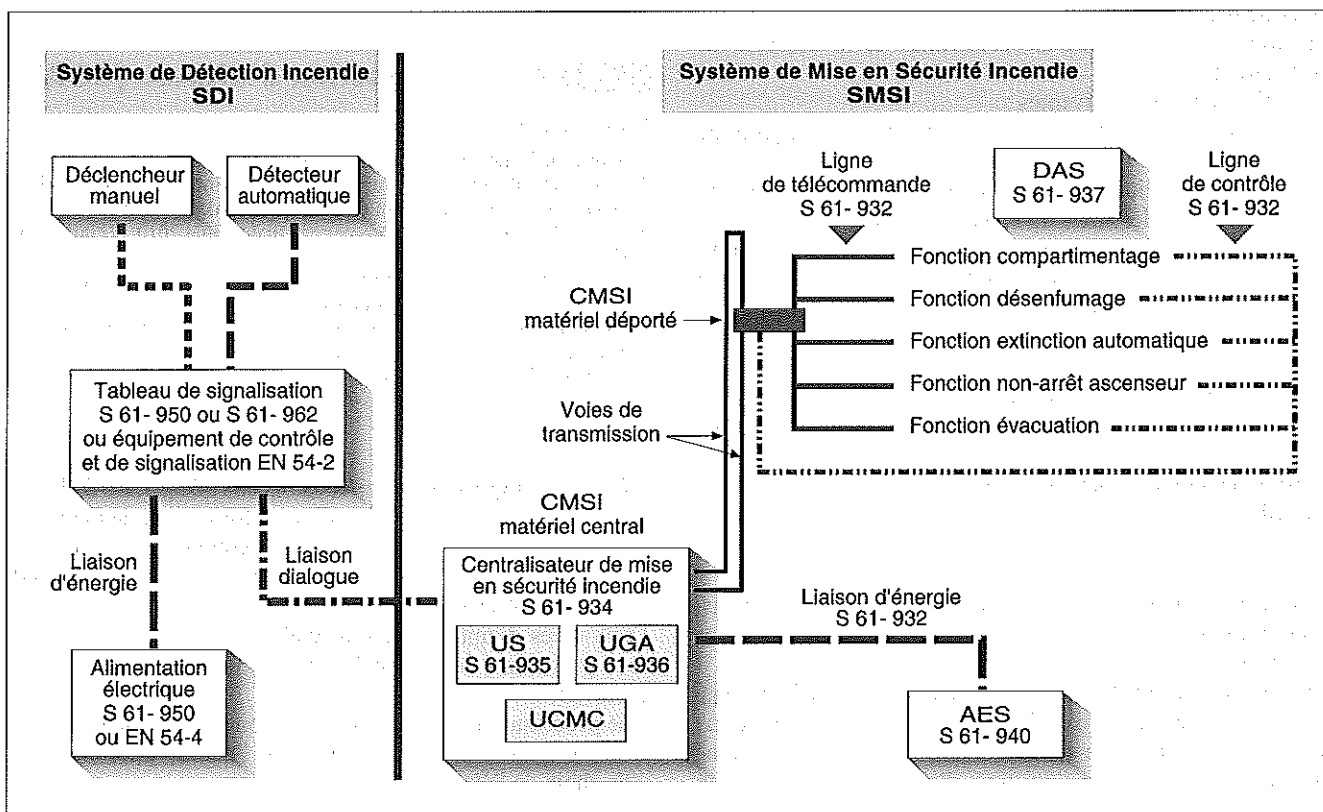 Système de Détection Incendie
SDI
Système de Mise en Sécurité Incendie
SMSI
Déclencheur
manuel
Détecteur
automatique
Tableau de signalisation
S 61- 950 ou S 61- 962
ou équipement de contrôle
et de signalisation EN 54-2
Liaison
d'énergie
Liaison
dialogue
Alimentation
électrique
S 61- 950
ou EN 54-4
Ligne
de télécommande
S 61- 932
DAS
S 61- 937
Ligne
de contrôle
S 61- 932
CMSI
matériel déporté
Fonction compartimentage
Fonction désenfumage
Fonction extinction automatique
Fonction non-arrêt ascenseur
Fonction évacuation
Voies de
transmission
CMSI
matériel central
Centralisateur de mise
en sécurité incendie
S 61- 934
US
S 61-935
UGA
S 61-936
UCMC
Liaison d'énergie
S 61- 932
AES
S 61- 940